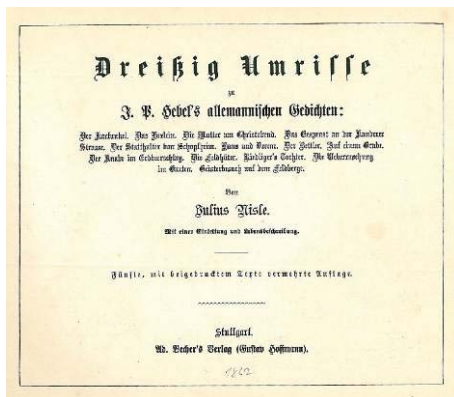 Dreißig Umrisse
zu
J. P. Hebel's allemannischen Gedichten:
Der Karfunkel. Das Hexlein. Die Mutter am Christabend. Das Gespenst an der Kanderer
Strasse. Der Statthalter von Schopfheim. Hans und Verene. Der Bettler. Auf einem Grabe.
Der Knabe im Erdbeerschlag. Die Feldhüter. Riedligers Tochter. Die Ueberraschung
im Garten. Geisterbesuch auf dem Feldberge.
Von
Julius Nisle.
Mit einer Einleitung und Lebensbeschreibung.
Fünfte, mit beigedrucktem Texte vermehrte Auflage.
Stuttgart.
Ad. Becher's Verlag (Gustav Hoffmann).